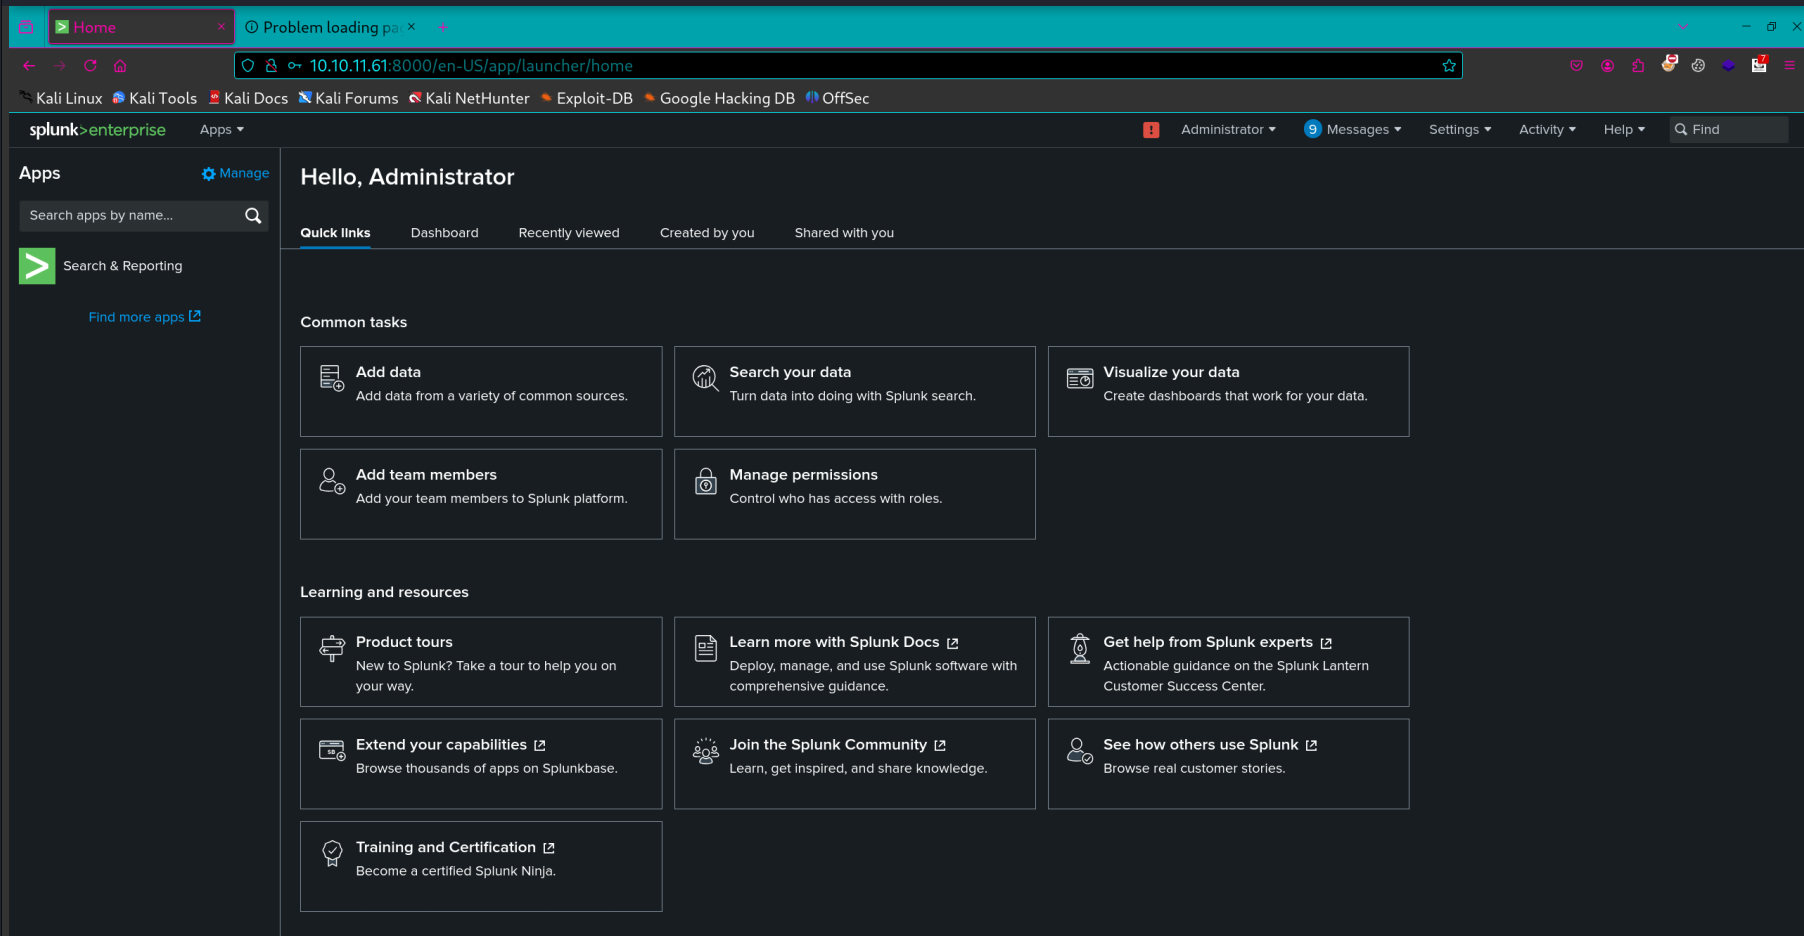 Home
Problem loading pa
10.10.11.61:8000/en-US/app/launcher/home
7
Kali Linux Kali Tools Kali Docs Kali Forums Kali NetHunter Exploit-DB Google Hacking DB OffSec
splunk>enterprise Apps
! Administrator 9 Messages Settings Activity Help Find
Apps Manage
Search apps by name...
Search & Reporting
Find more apps
Hello, Administrator
Quick links Dashboard Recently viewed Created by you Shared with you
Common tasks
Add data
Add data from a variety of common sources.
Search your data
Turn data into doing with Splunk search.
Visualize your data
Create dashboards that work for your data.
Add team members
Add your team members to Splunk platform.
Manage permissions
Control who has access with roles.
Learning and resources
Product tours
New to Splunk? Take a tour to help you on
your way.
Learn more with Splunk Docs
Deploy, manage, and use Splunk software with
comprehensive guidance.
Get help from Splunk experts
Actionable guidance on the Splunk Lantern
Customer Success Center.
Extend your capabilities
Browse thousands of apps on Splunkbase.
Join the Splunk Community
Learn, get inspired, and share knowledge.
See how others use Splunk
Browse real customer stories.
Training and Certification
Become a certified Splunk Ninja.